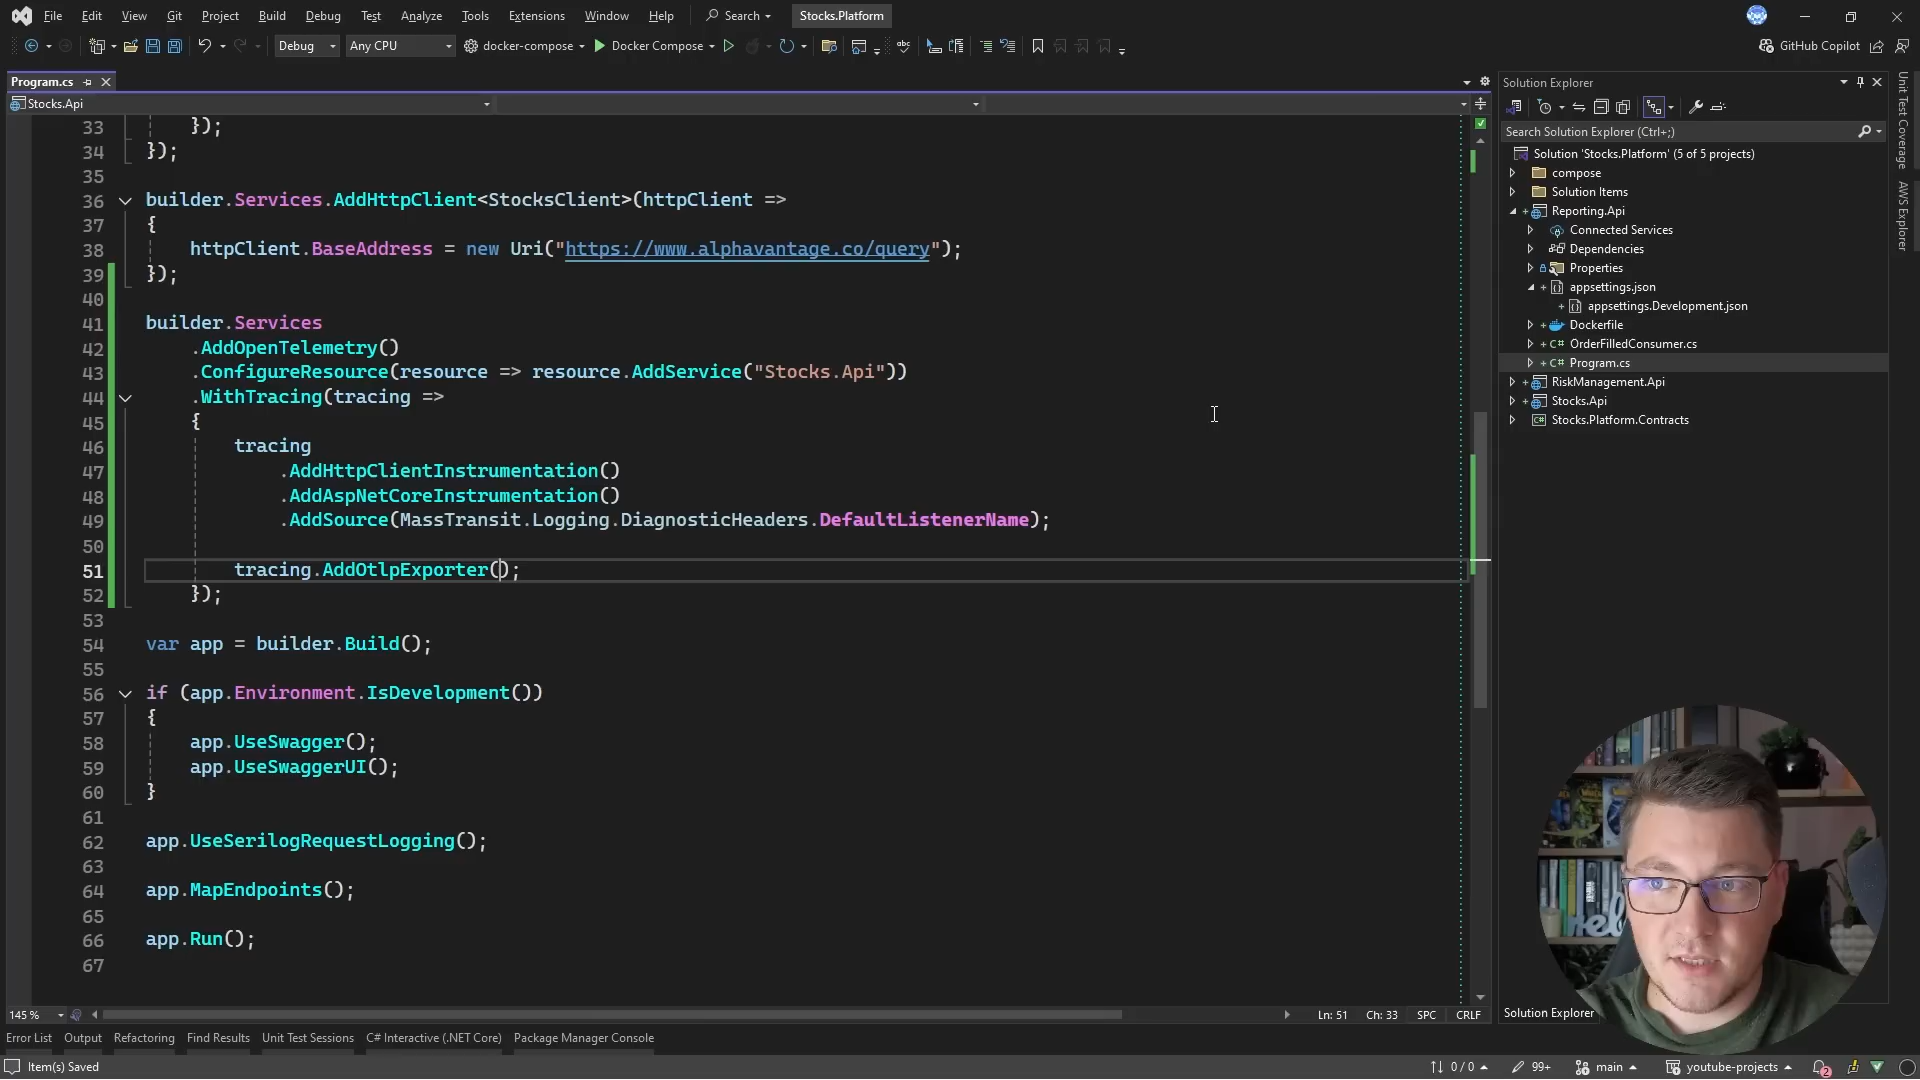 File Edit View Git Project Build Debug Test Analyze Tools Extensions Window Help Search Stocks.Platform
Debug Any CPU docker-compose Docker Compose GitHub Copilot
Program.cs
Stocks.Api
33 });
34 });
35
36 builder.Services.AddHttpClient<StocksClient>(httpClient =>
37 {
38 httpClient.BaseAddress = new Uri("https://www.alphavantage.co/query");
39 });
40
41 builder.Services
42 .AddOpenTelemetry()
43 .ConfigureResource(resource => resource.AddService("Stocks.Api"))
44 .WithTracing(tracing =>
45 {
46 tracing
47 .AddHttpClientInstrumentation()
48 .AddAspNetCoreInstrumentation()
49 .AddSource(MassTransit.Logging.DiagnosticHeaders.DefaultListenerName);
50
51 tracing.AddOtlpExporter();
52 });
53
54 var app = builder.Build();
55
56 if (app.Environment.IsDevelopment())
57 {
58 app.UseSwagger();
59 app.UseSwaggerUI();
60 }
61
62 app.UseSerilogRequestLogging();
63
64 app.MapEndpoints();
65
66 app.Run();
67
145 % Ln: 51 Ch: 33 SPC CRLF
Solution Explorer
Search Solution Explorer (Ctrl+;)
Solution 'Stocks.Platform' (5 of 5 projects)
compose
Solution Items
Reporting.Api
Connected Services
Dependencies
Properties
appsettings.json
appsettings.Development.json
Dockerfile
C# OrderFilledConsumer.cs
C# Program.cs
RiskManagement.Api
Stocks.Api
C# Stocks.Platform.Contracts
Solution Explorer
Unit Test Coverage
AWS Explorer
Error List Output Refactoring Find Results Unit Test Sessions C# Interactive (.NET Core) Package Manager Console
Item(s) Saved 0 / 0 99+ main youtube-projects 2